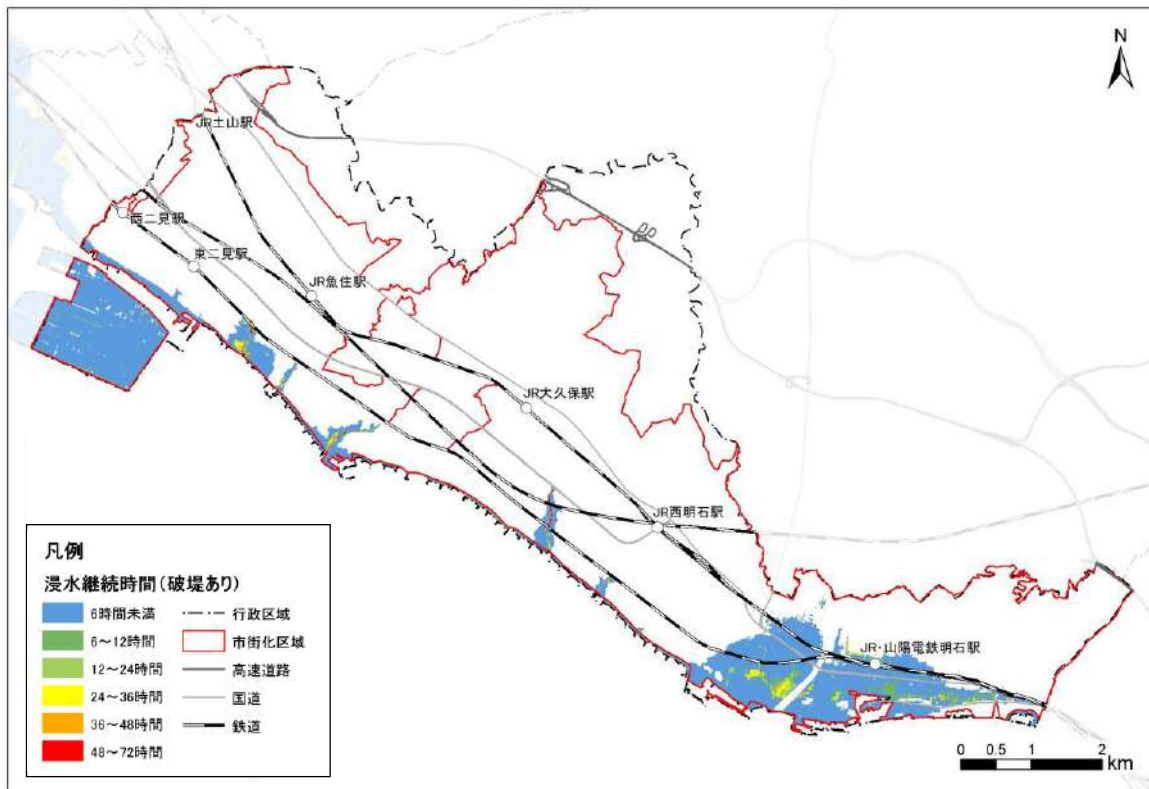 N
JR土山駅
西二見駅
東二見駅
JR魚住駅
JR大久保駅
JR西明石駅
JR・山陽電鉄明石駅
凡例
浸水継続時間(破堤あり)
6時間未満
6～12時間
12～24時間
24～36時間
36～48時間
48～72時間
行政区域
市街化区域
高速道路
国道
鉄道
0 0.5 1 2
km